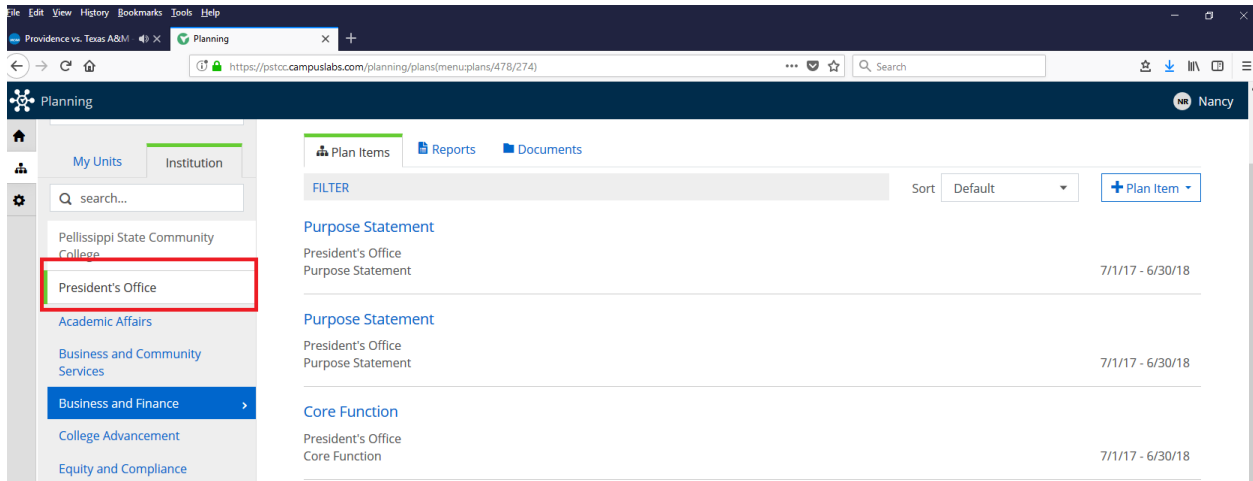 File Edit View History Bookmarks Tools Help
Providence vs. Texas A&M
Planning
https://pstcc.campuslabs.com/planning/plans(menu:plans/478/274)
Search
Planning
NR Nancy
My Units Institution
search...
Pellissippi State Community
College
President's Office
Academic Affairs
Business and Community
Services
Business and Finance
College Advancement
Equity and Compliance
Plan Items Reports Documents
FILTER
Sort Default
Plan Item
Purpose Statement
President's Office
Purpose Statement 7/1/17 - 6/30/18
Purpose Statement
President's Office
Purpose Statement 7/1/17 - 6/30/18
Core Function
President's Office
Core Function 7/1/17 - 6/30/18